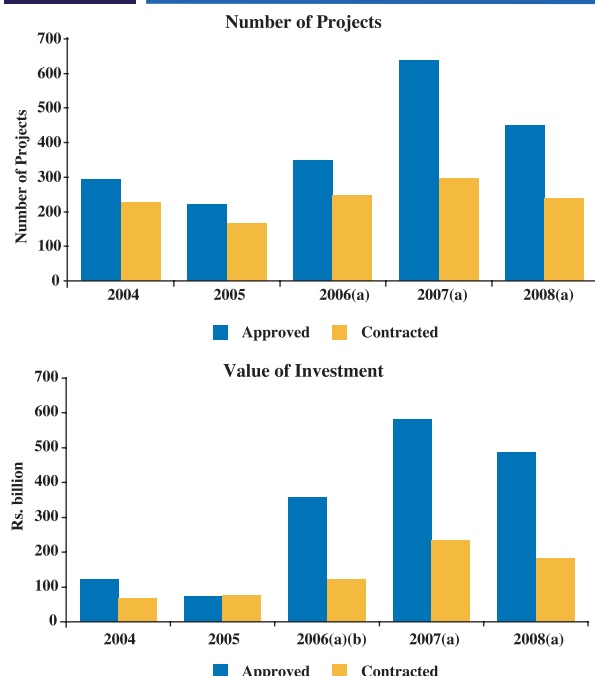 Number of Projects
700
600
500
400
300
200
100
0
Number of Projects
2004 2005 2006(a) 2007(a) 2008(a)
Approved Contracted
Value of Investment
700
600
500
400
300
200
100
0
Rs. billion
2004 2005 2006(a)(b) 2007(a) 2008(a)
Approved Contracted